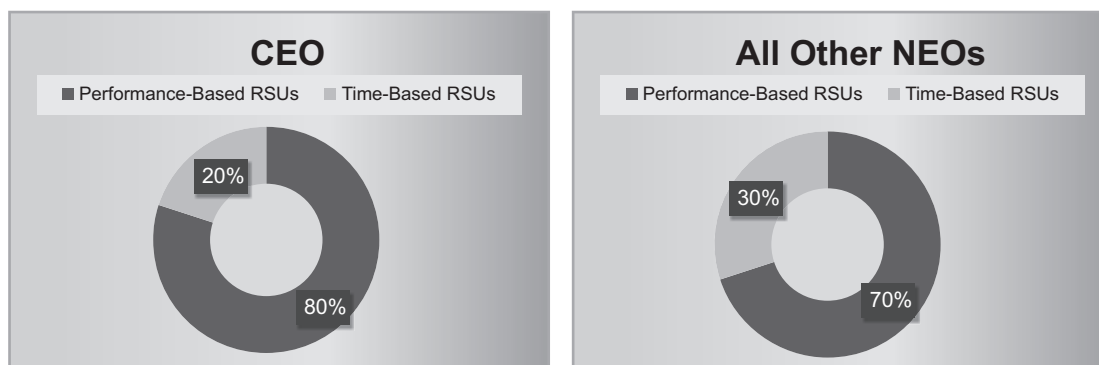 CEO
Performance-Based RSUs Time-Based RSUs
20%
80%
All Other NEOs
Performance-Based RSUs Time-Based RSUs
30%
70%